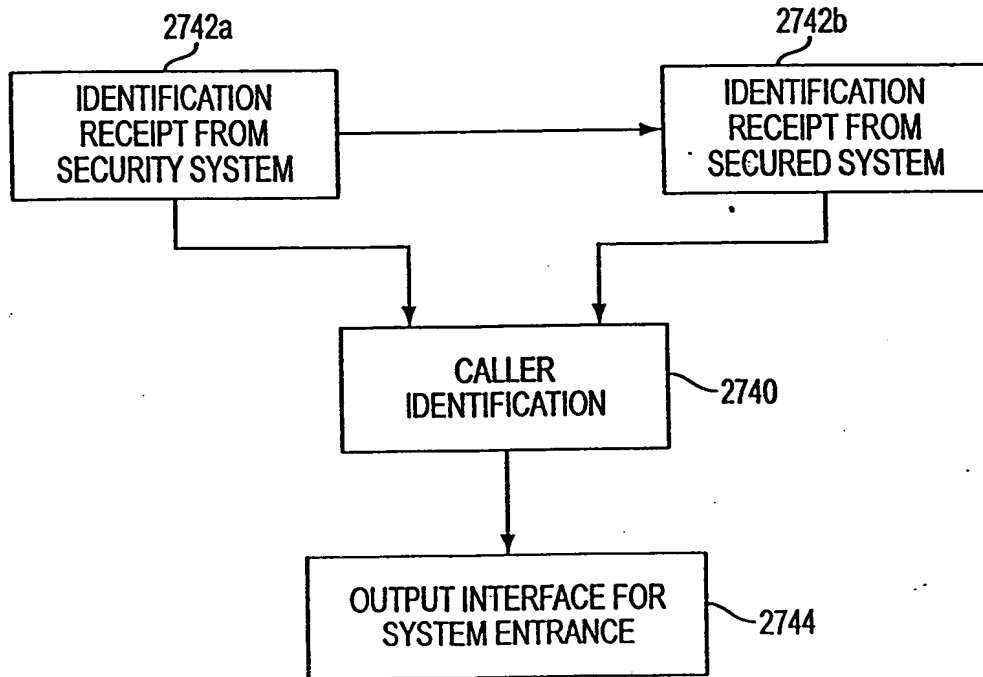 2742a
IDENTIFICATION
RECEIPT FROM
SECURITY SYSTEM
2742b
IDENTIFICATION
RECEIPT FROM
SECURED SYSTEM
CALLER
IDENTIFICATION
2740
OUTPUT INTERFACE FOR
SYSTEM ENTRANCE
2744